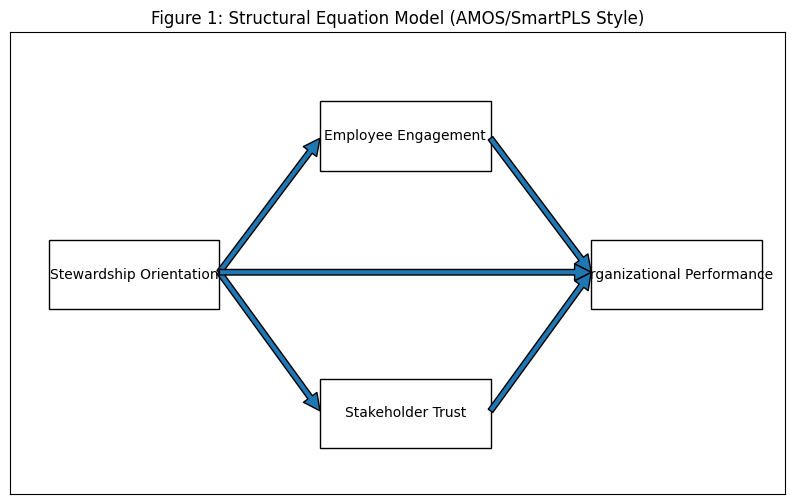 Figure 1: Structural Equation Model (AMOS/SmartPLS Style)
Employee Engagement
Stewardship Orientation
rganizational Performance
Stakeholder Trust